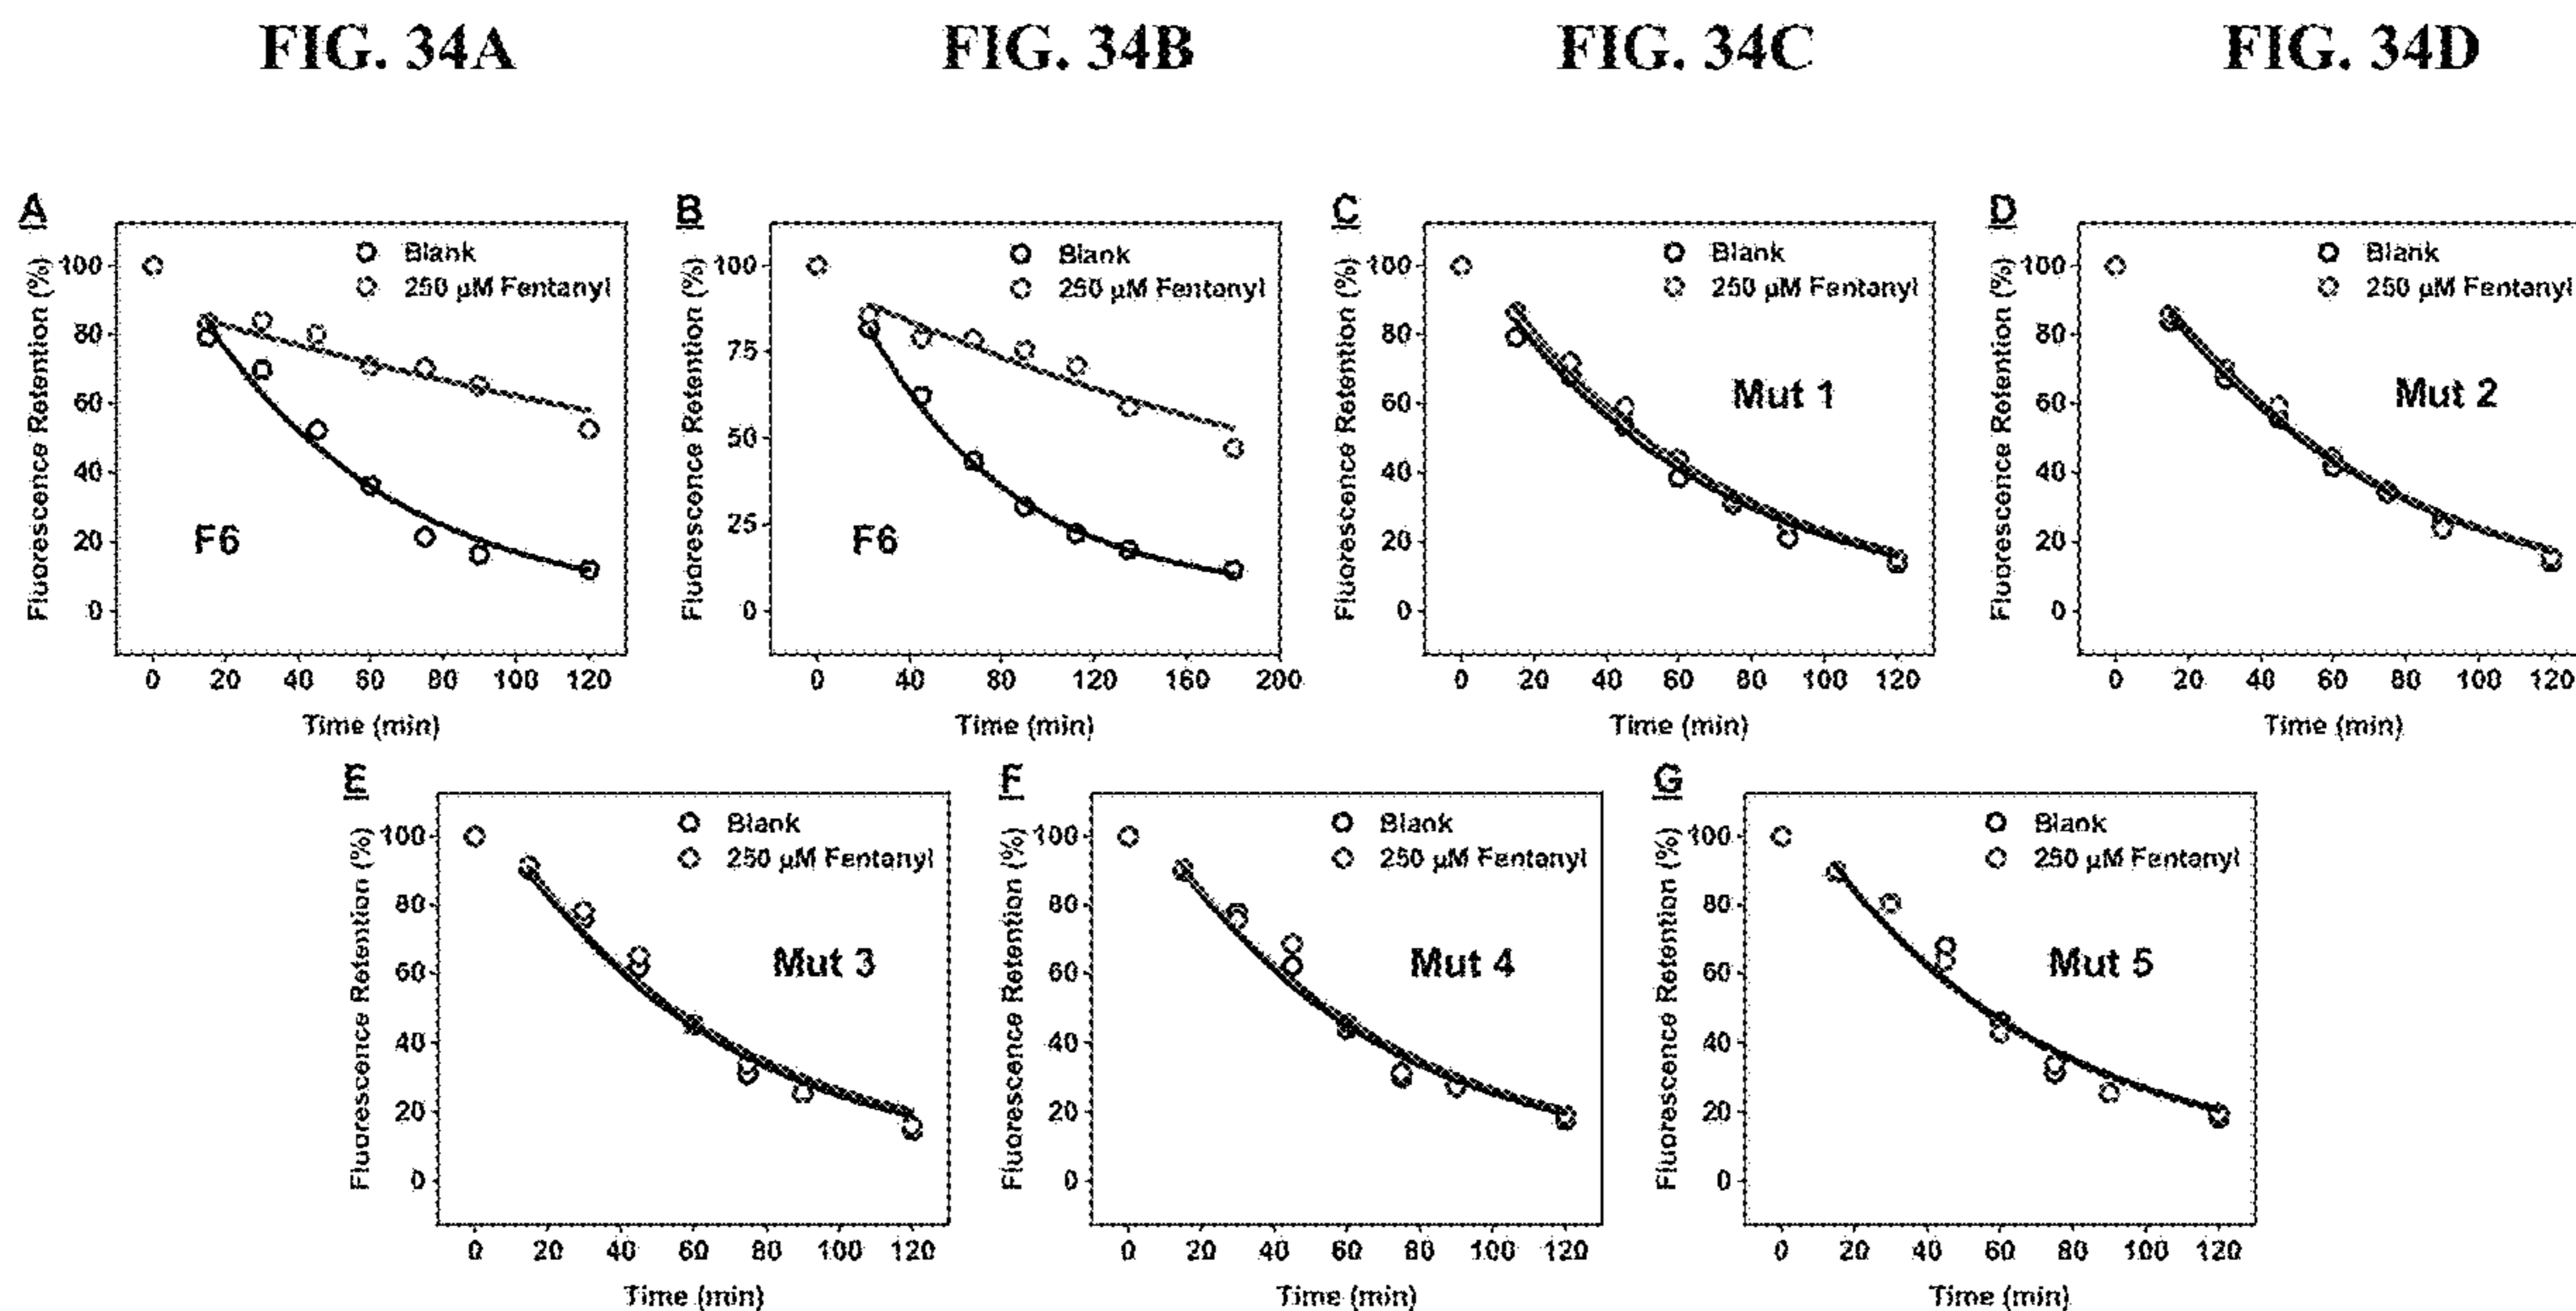 FIG. 34A
FIG. 34B
FIG. 34C
FIG. 34D
A
Fluorescence Retention (%)
100
80
60
40
20
0
Blank
250 µM Fentanyl
F6
0 20 40 60 80 100 120
Time (min)
B
Fluorescence Retention (%)
100
75
50
25
0
Blank
250 µM Fentanyl
F6
0 40 80 120 160 200
Time (min)
C
Fluorescence Retention (%)
100
80
60
40
20
0
Blank
250 µM Fentanyl
Mut 1
0 20 40 60 80 100 120
Time (min)
D
Fluorescence Retention (%)
100
80
60
40
20
0
Blank
250 µM Fentanyl
Mut 2
0 20 40 60 80 100 120
Time (min)
E
Fluorescence Retention (%)
100
80
60
40
20
0
Blank
250 µM Fentanyl
Mut 3
0 20 40 60 80 100 120
Time (min)
F
Fluorescence Retention (%)
100
80
60
40
20
0
Blank
250 µM Fentanyl
Mut 4
0 20 40 60 80 100 120
Time (min)
G
Fluorescence Retention (%)
100
80
60
40
20
0
Blank
250 µM Fentanyl
Mut 5
0 20 40 60 80 100 120
Time (min)